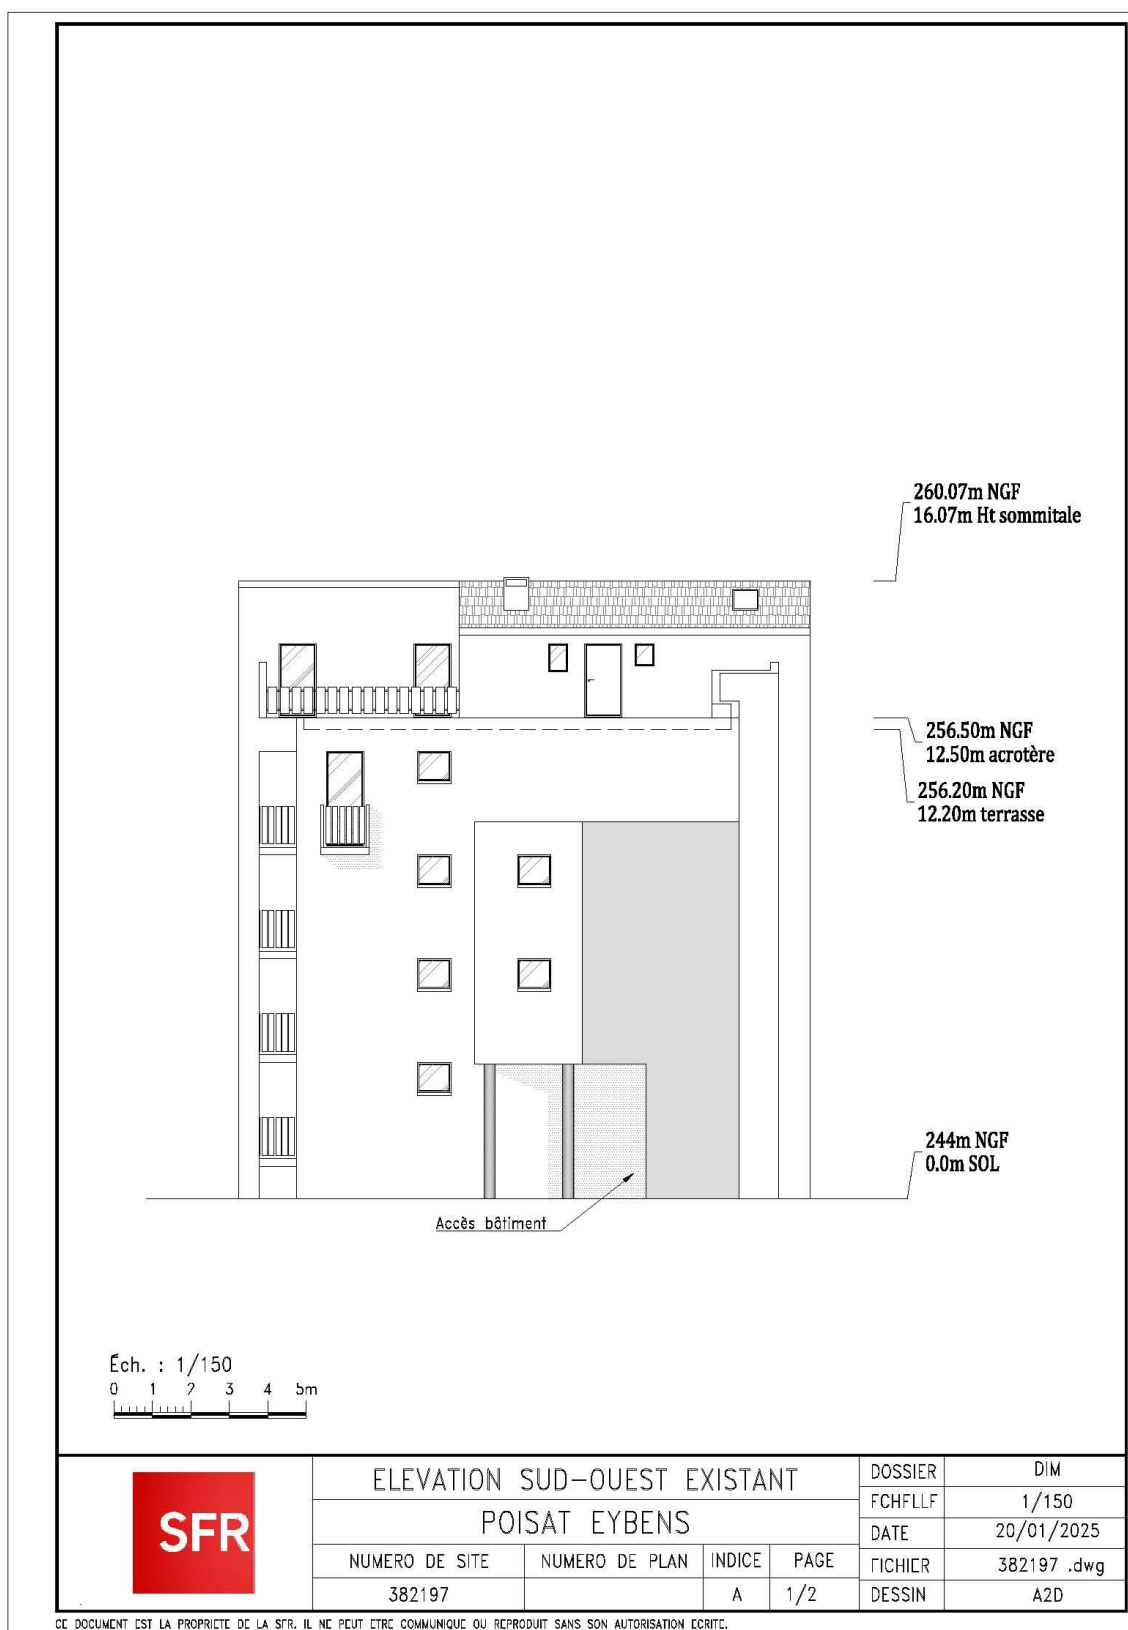 260.07m NGF
16.07m Ht sommitale
256.50m NGF
12.50m acrotère
256.20m NGF
12.20m terrasse
244m NGF
0.0m SOL
Accès bâtiment
Éch. : 1/150
0 1 2 3 4 5m
SFR
ELEVATION SUD-OUEST EXISTANT
POISAT EYBENS
NUMERO DE SITE NUMERO DE PLAN INDICE PAGE
382197 A 1/2
DOSSIER DIM
ECHELLE 1/150
DATE 20/01/2025
FICHIER 382197 .dwg
DESSIN A2D
CE DOCUMENT EST LA PROPRIETE DE LA SFR. IL NE PEUT ETRE COMMUNIQUE OU REPRODUIT SANS SON AUTORISATION ECRITE.